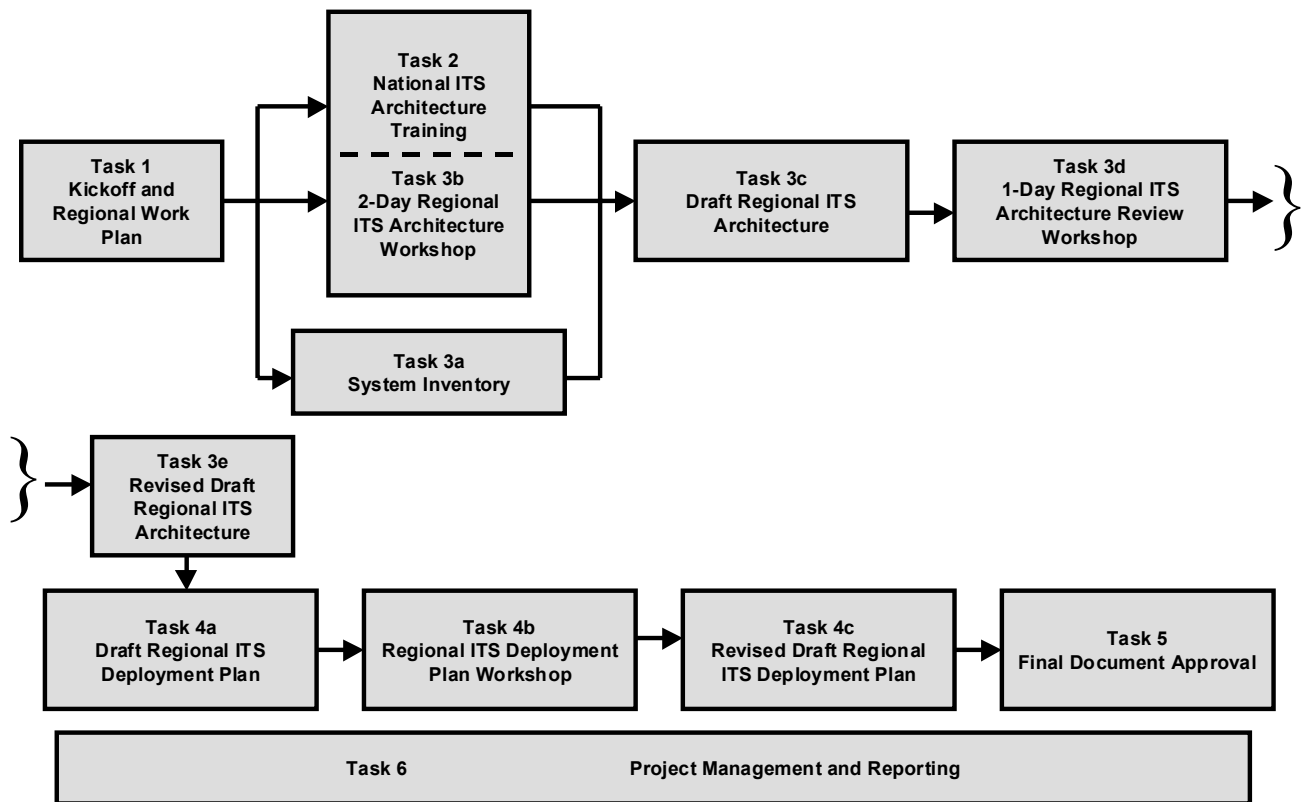 Task 1
Kickoff and
Regional Work
Plan
Task 2
National ITS
Architecture
Training
Task 3b
2-Day Regional
ITS Architecture
Workshop
Task 3a
System Inventory
Task 3c
Draft Regional ITS
Architecture
Task 3d
1-Day Regional ITS
Architecture Review
Workshop
}
}
Task 3e
Revised Draft
Regional ITS
Architecture
Task 4a
Draft Regional ITS
Deployment Plan
Task 4b
Regional ITS Deployment
Plan Workshop
Task 4c
Revised Draft Regional
ITS Deployment Plan
Task 5
Final Document Approval
Task 6 Project Management and Reporting